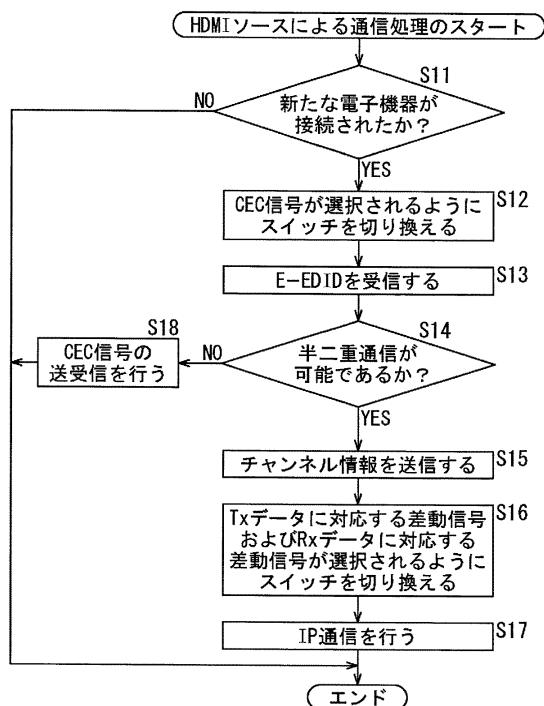 HDMIソースによる通信処理のスタート
S11
NO
新たな電子機器が
接続されたか?
YES
S12
CEC信号が選択されるように
スイッチを切り換える
S13
E-EDIDを受信する
S14
S18
NO
半二重通信が
可能であるか?
CEC信号の
送受信を行う
YES
S15
チャンネル情報を送信する
S16
Txデータに対応する差動信号
およびRxデータに対応する
差動信号が選択されるように
スイッチを切り換える
S17
IP通信を行う
エンド